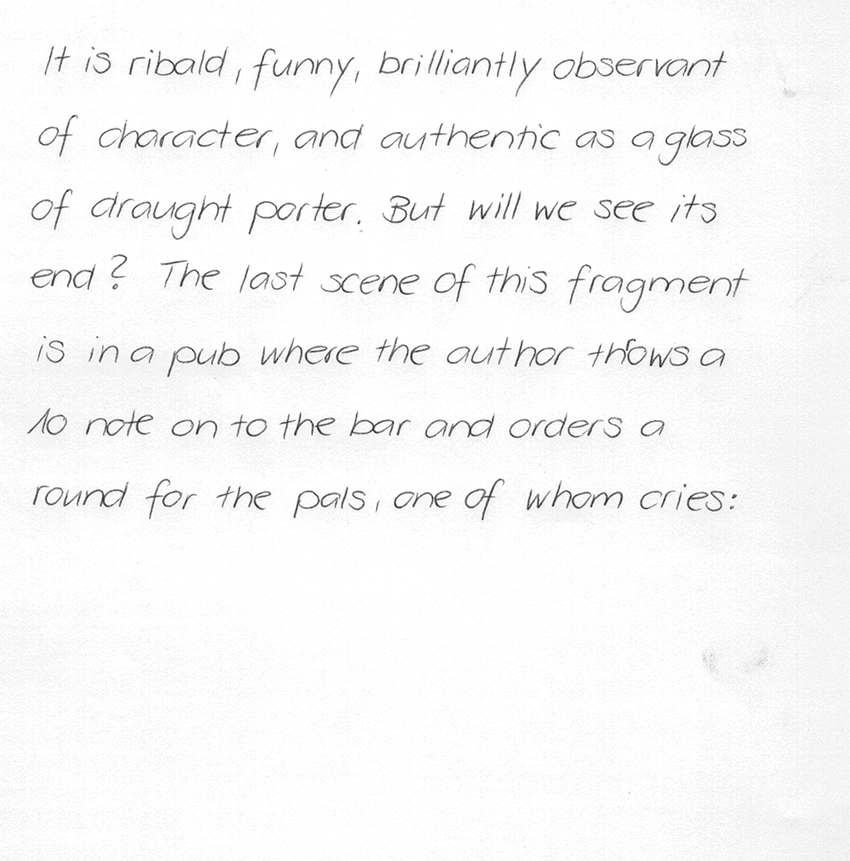 It is ribald, funny, brilliantly observant
of character, and authentic as a glass
of draught porter. But will we see its
end? The last scene of this fragment
is in a pub where the author throws a
10 note on to the bar and orders a
round for the pals, one of whom cries: